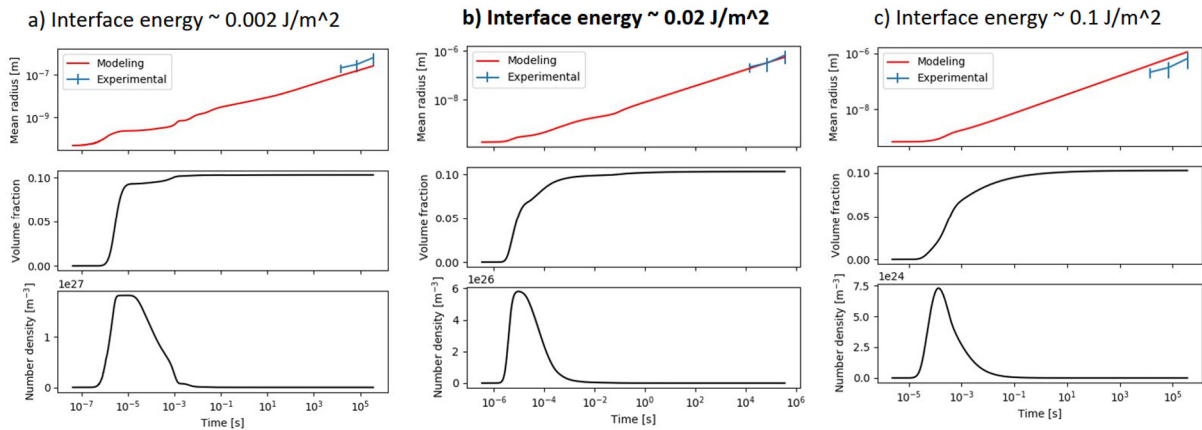 a) Interface energy ~ 0.002 J/m^2
Mean radius [m]
10^-7
10^-9
Modeling
Experimental
Volume fraction
0.10
0.05
0.00
1e27
Number density [m^-3]
1
0
10^-7
10^-5
10^-3
10^-1
10^1
10^3
10^5
Time [s]
b) Interface energy ~ 0.02 J/m^2
Mean radius [m]
10^-6
10^-8
Modeling
Experimental
Volume fraction
0.10
0.05
0.00
1e26
Number density [m^-3]
6
4
2
0
10^-6
10^-4
10^-2
10^0
10^2
10^4
10^6
Time [s]
c) Interface energy ~ 0.1 J/m^2
Mean radius [m]
10^-6
10^-8
Modeling
Experimental
Volume fraction
0.10
0.05
0.00
1e24
Number density [m^-3]
7.5
5.0
2.5
0.0
10^-5
10^-3
10^-1
10^1
10^3
10^5
Time [s]